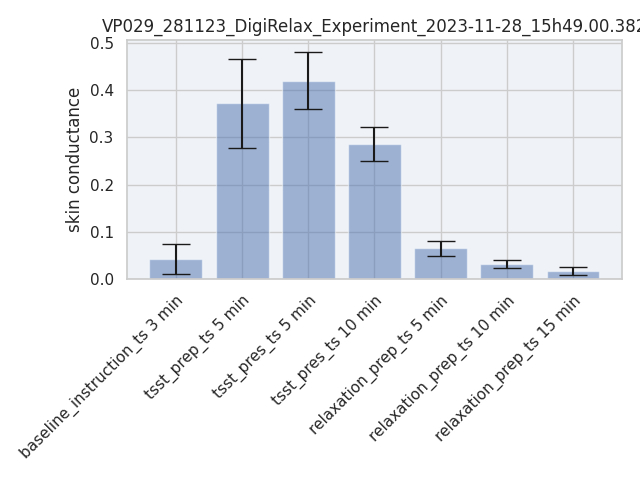 VP029_281123_DigiRelax_Experiment_2023-11-28_15h49.00.382
skin conductance
0.5
0.4
0.3
0.2
0.1
0.0
baseline_instruction_ts 3 min
tsst_prep_ts 5 min
tsst_pres_ts 5 min
tsst_pres_ts 10 min
relaxation_prep_ts 5 min
relaxation_prep_ts 10 min
relaxation_prep_ts 15 min